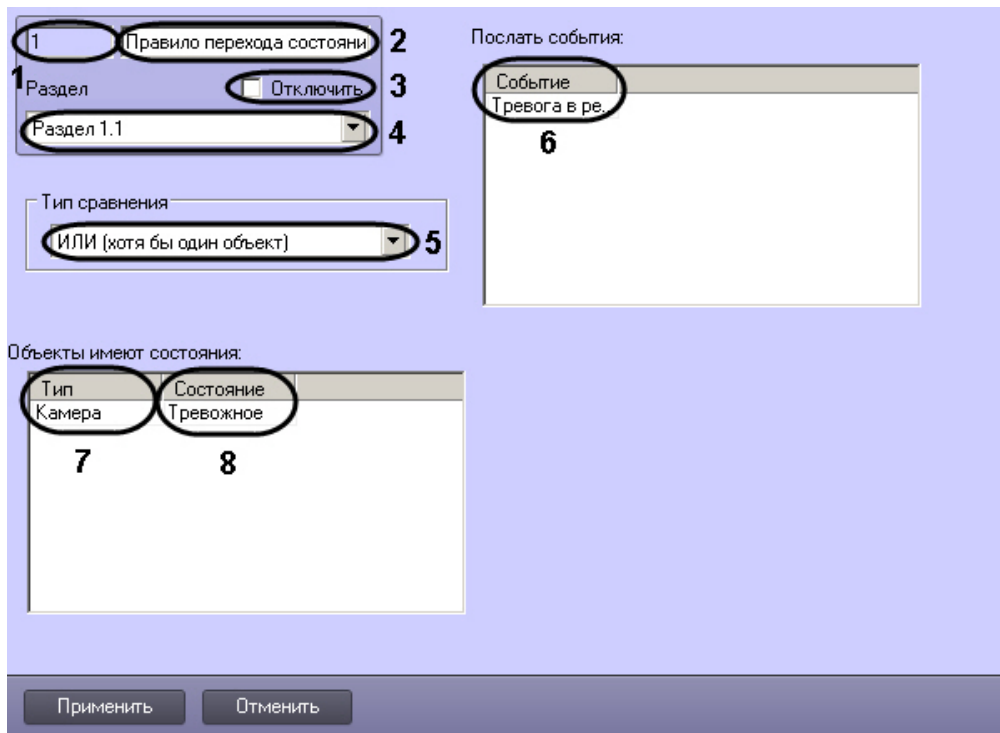 1 Правило перехода состояни 2
1 Раздел Отключить 3
Раздел 1.1 4
Тип сравнения
ИЛИ (хотя бы один объект) 5
Послать события:
Событие
Тревога в ре...
6
Объекты имеют состояния:
Тип Состояние
Камера Тревожное
7 8
Применить Отменить